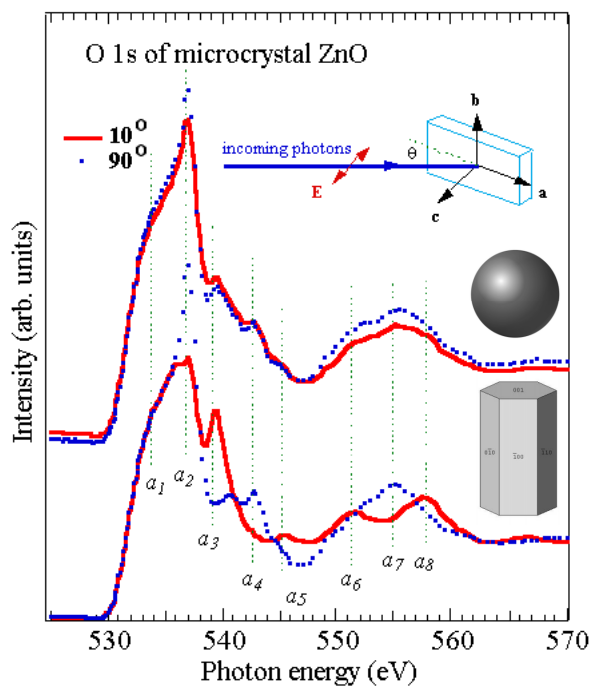 O 1s of microcrystal ZnO
10°
90°
incoming photons
E
θ
b
a
c
001
a1
a2
a3
a4
a5
a6
a7
a8
Intensity (arb. units)
530
540
550
560
570
Photon energy (eV)